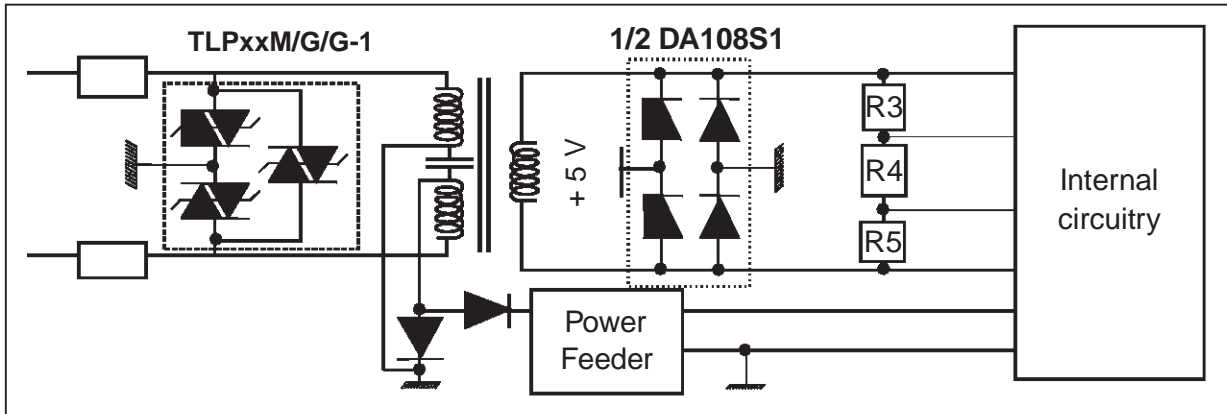 TLPxxM/G/G-1
1/2 DA108S1
+ 5 V
R3
R4
R5
Internal
circuitry
Power
Feeder